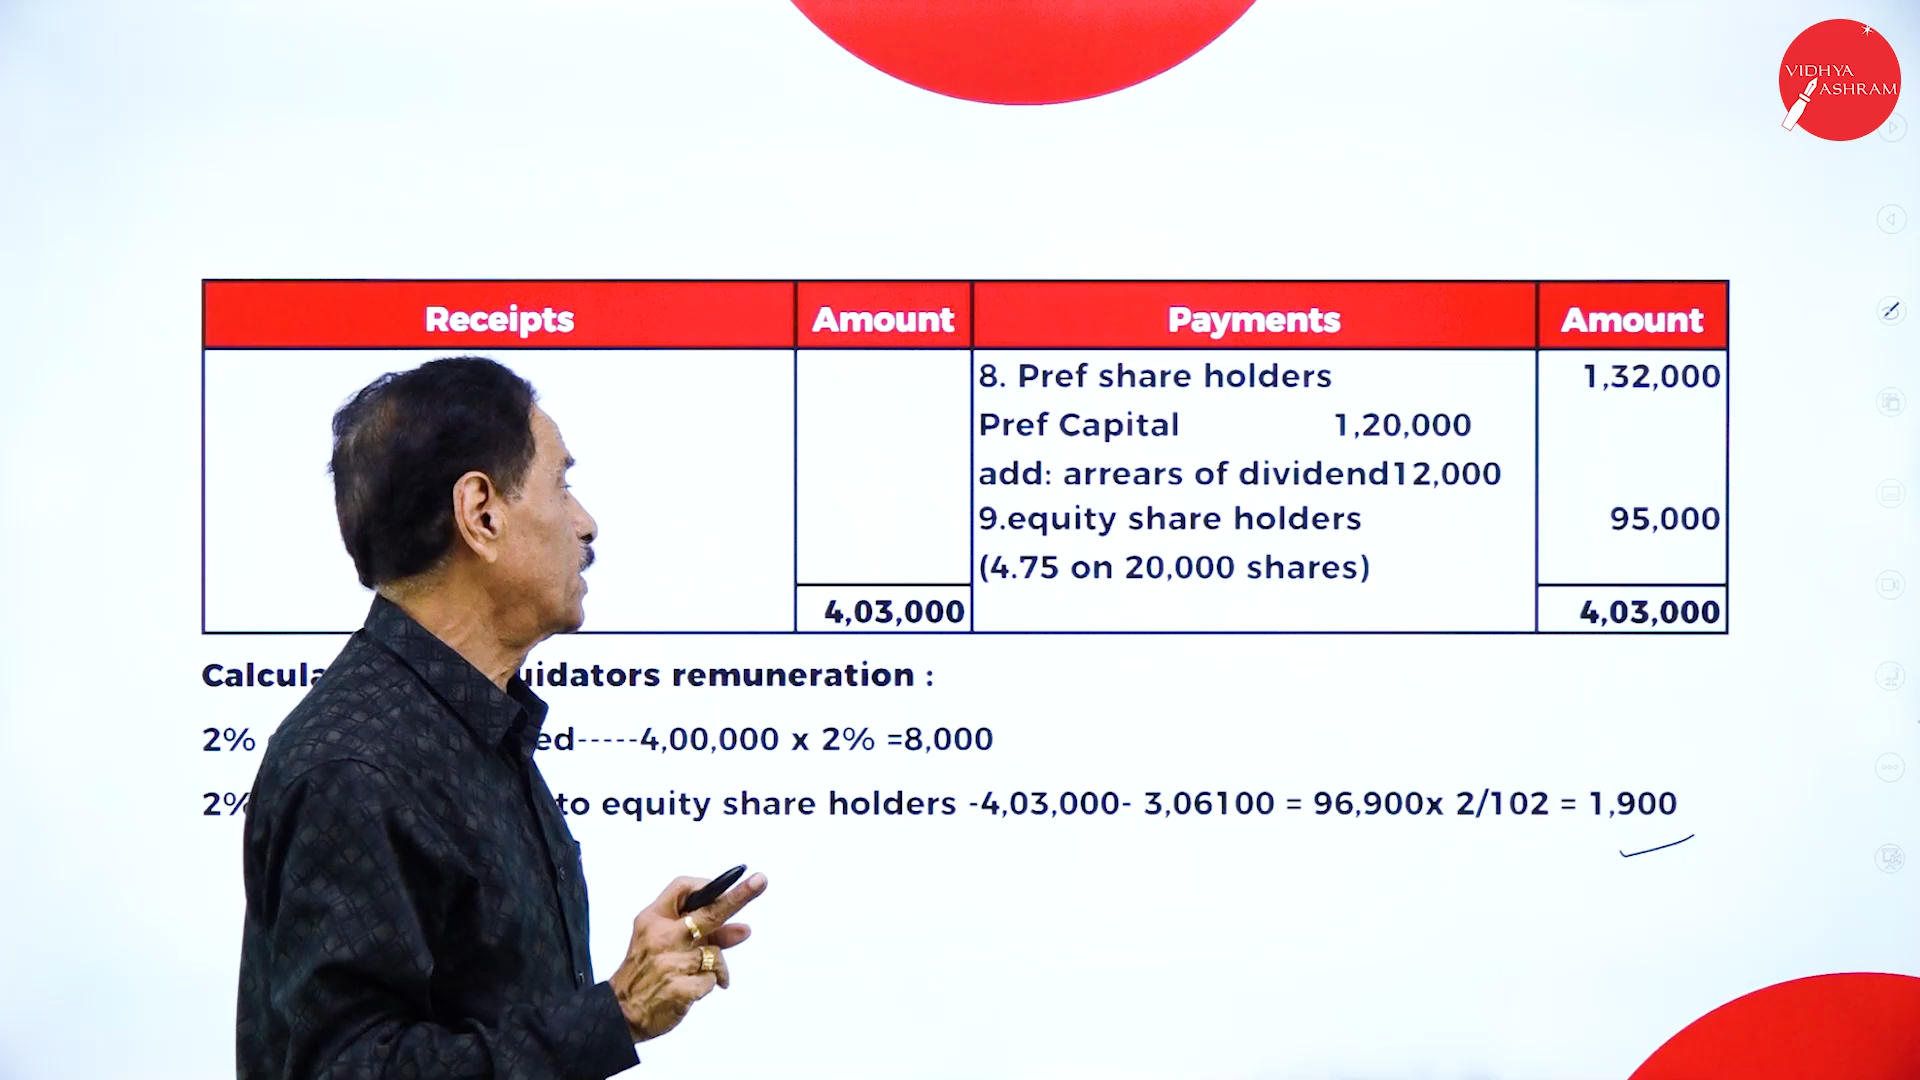 VIDHYA
ASHRAM
Receipts Amount Payments Amount
8. Pref share holders 1,32,000
Pref Capital 1,20,000
add: arrears of dividend12,000
9.equity share holders 95,000
(4.75 on 20,000 shares)
4,03,000 4,03,000
remuneration :
2% -----4,00,000 x 2% =8,000
2% to equity share holders -4,03,000- 3,06100 = 96,900x 2/102 = 1,900